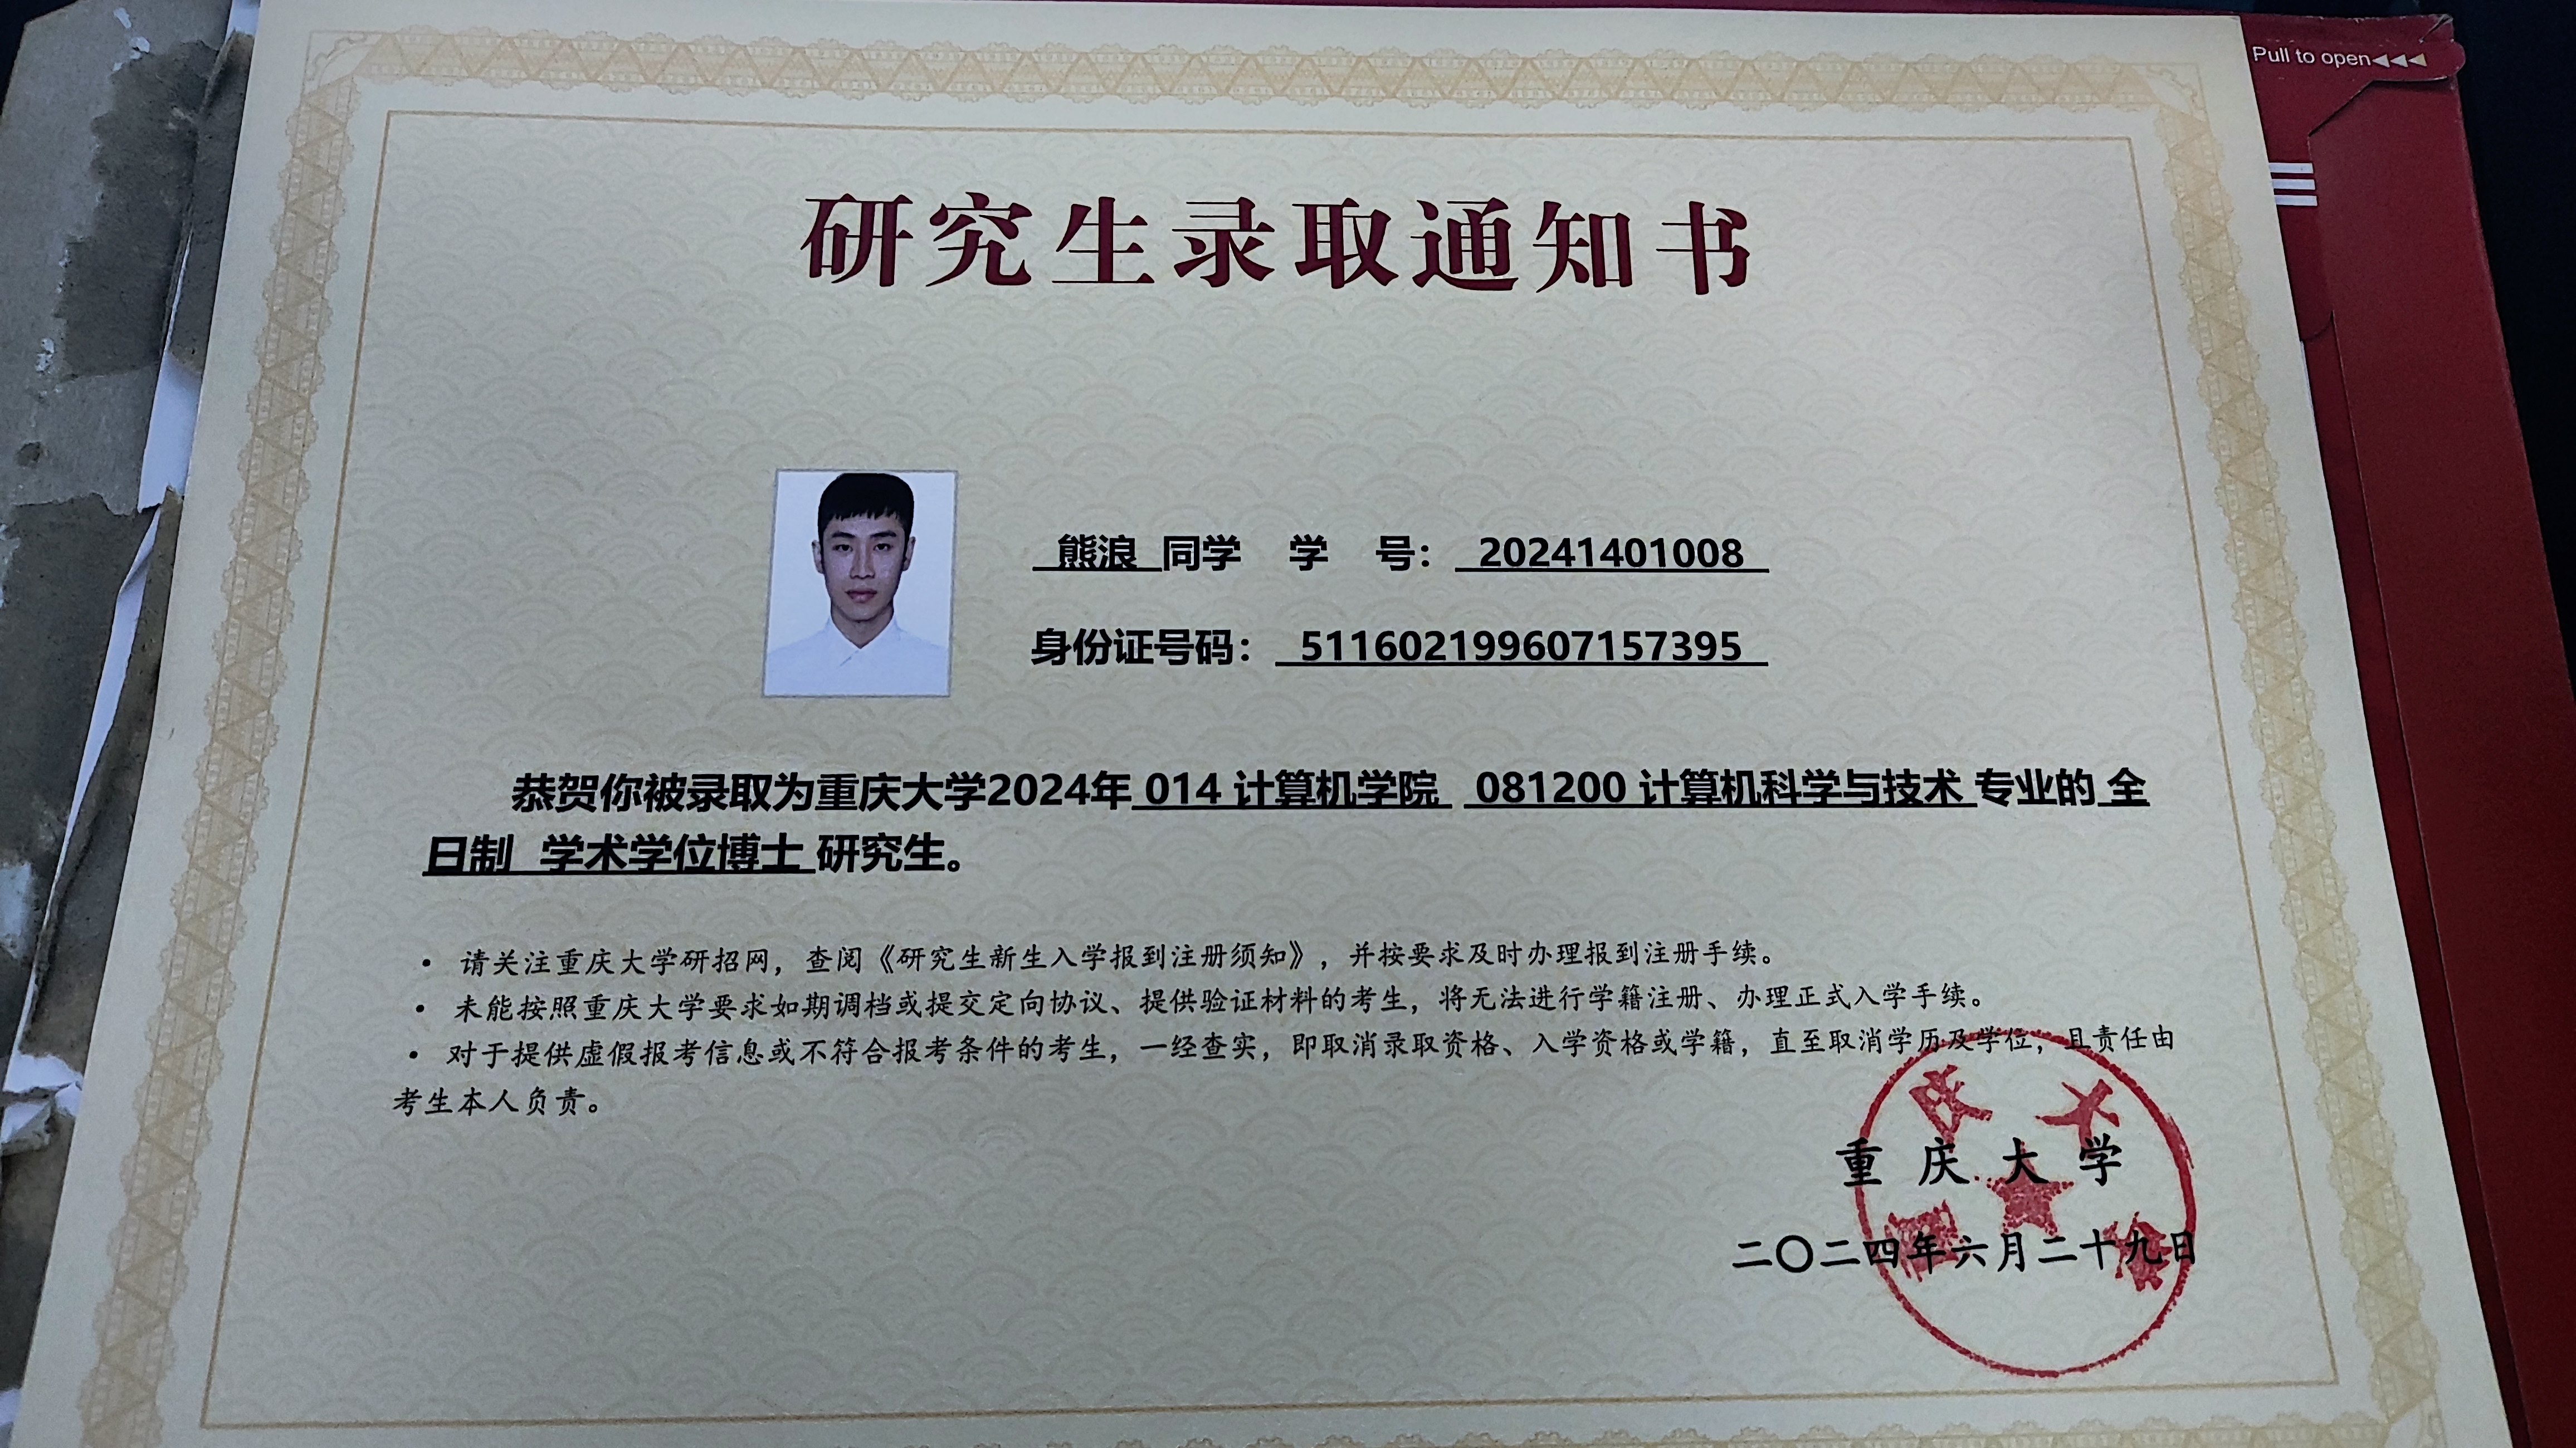 Pull to open
研究生录取通知书
熊浪 同学 学 号： 20241401008
身份证号码： 511602199607157395
恭贺你被录取为重庆大学2024年 014 计算机学院 081200 计算机科学与技术 专业的 全
日制 学术学位博士 研究生。
• 请关注重庆大学研招网，查阅《研究生新生入学报到注册须知》，并按要求及时办理报到注册手续。
• 未能按照重庆大学要求如期调档或提交定向协议、提供验证材料的考生，将无法进行学籍注册、办理正式入学手续。
• 对于提供虚假报考信息或不符合报考条件的考生，一经查实，即取消录取资格、入学资格或学籍，直至取消学历及学位，且责任由
考生本人负责。
重庆大学
二〇二四年六月二十九日